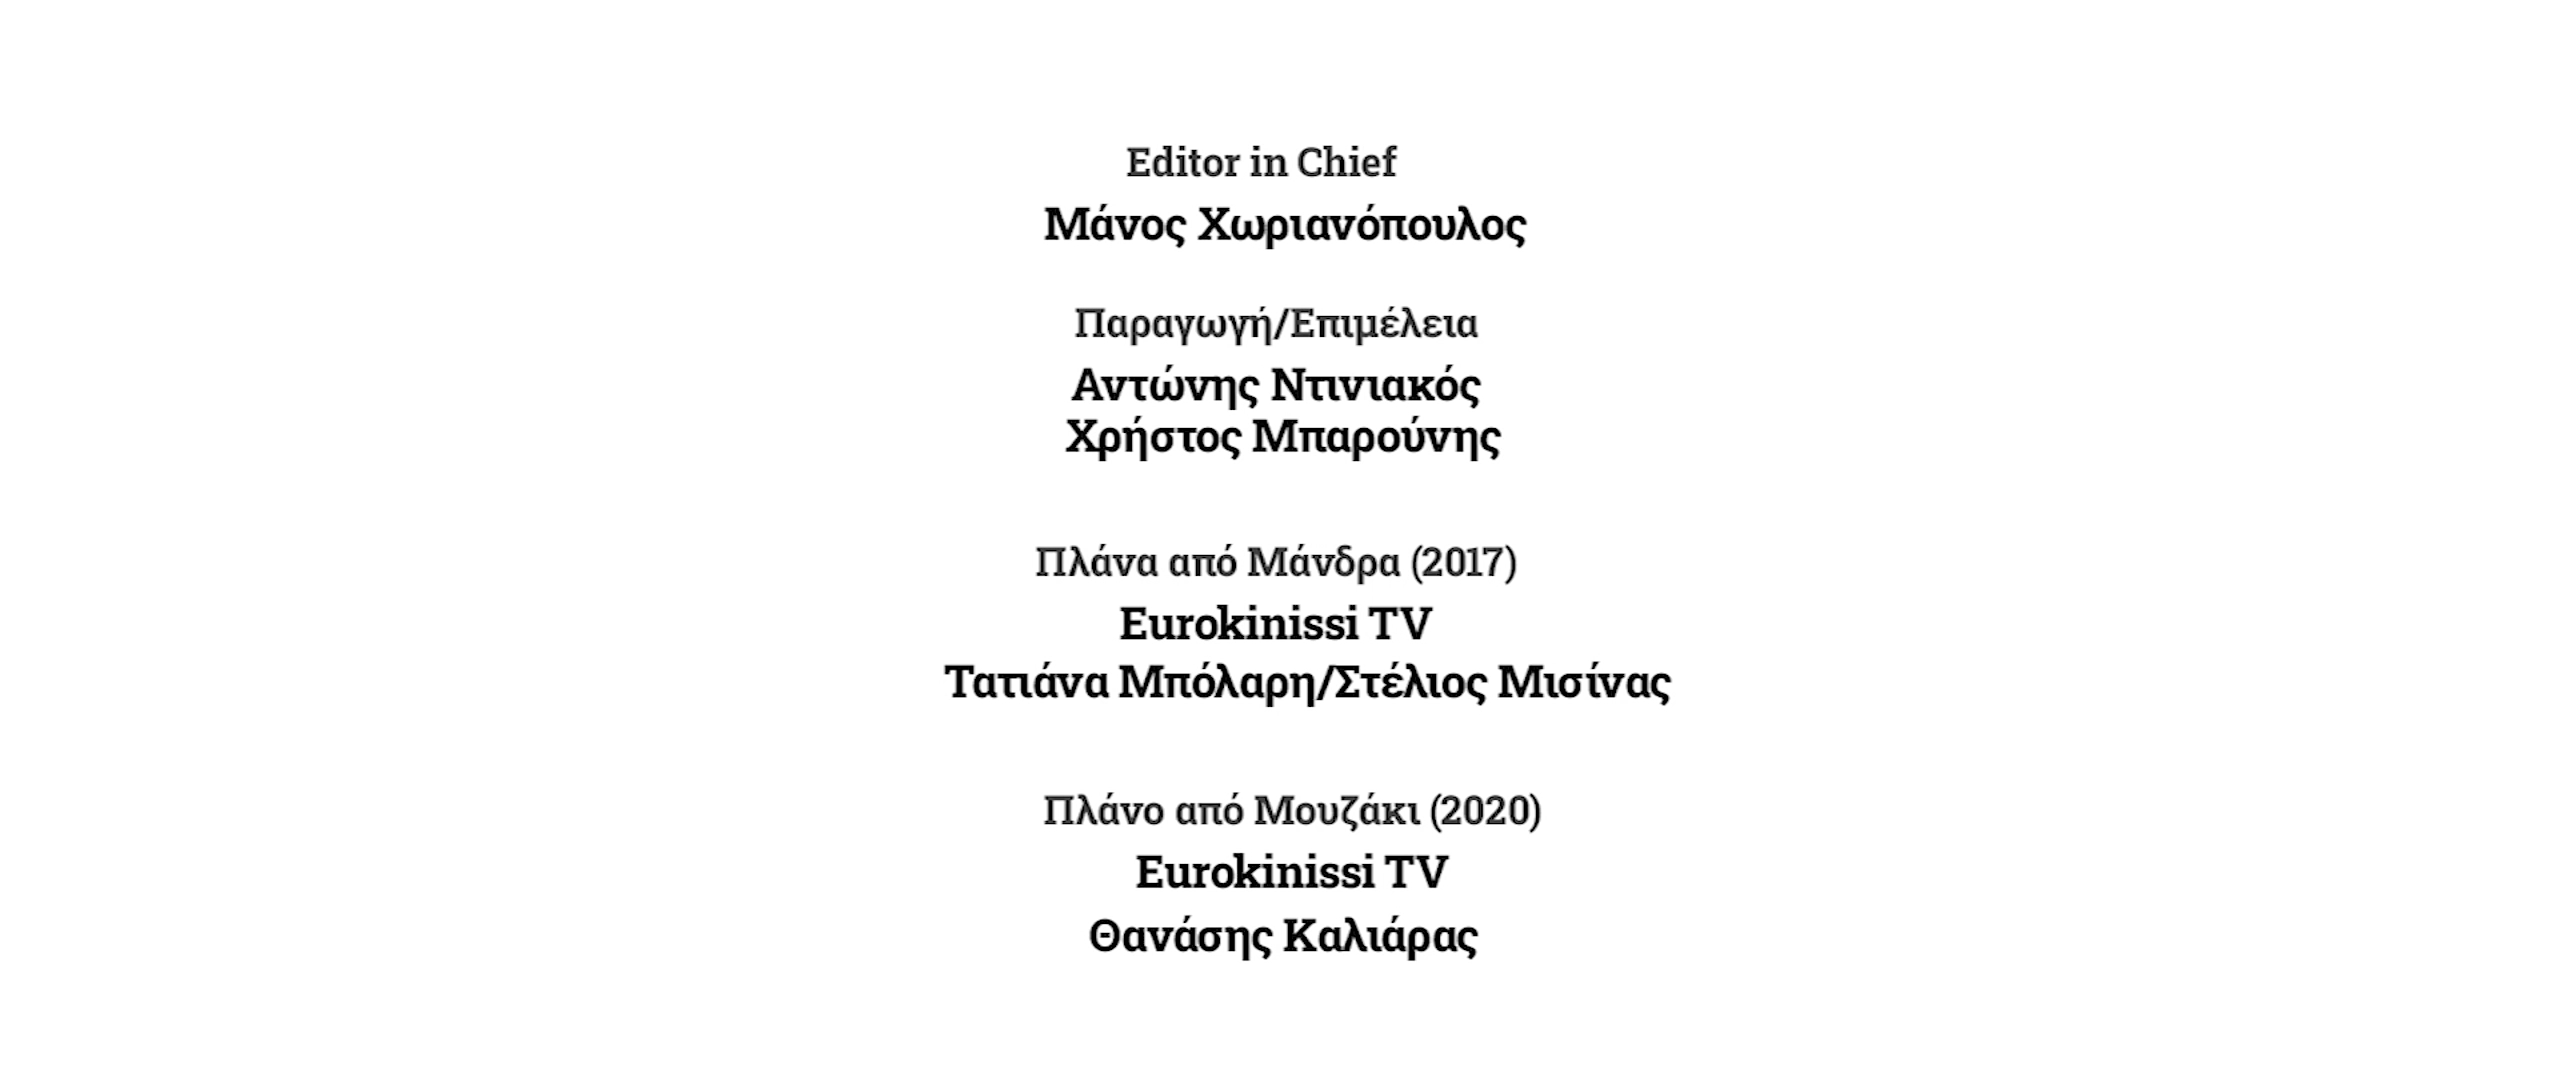 Editor in Chief
Μάνος Χωριανόπουλος
Παραγωγή/Επιμέλεια
Αντώνης Ντινιακός
Χρήστος Μπαρούνης
Πλάνα από Μάνδρα (2017)
Eurokinissi TV
Τατιάνα Μπόλαρη/Στέλιος Μισίνας
Πλάνο από Μουζάκι (2020)
Eurokinissi TV
Θανάσης Καλιάρας